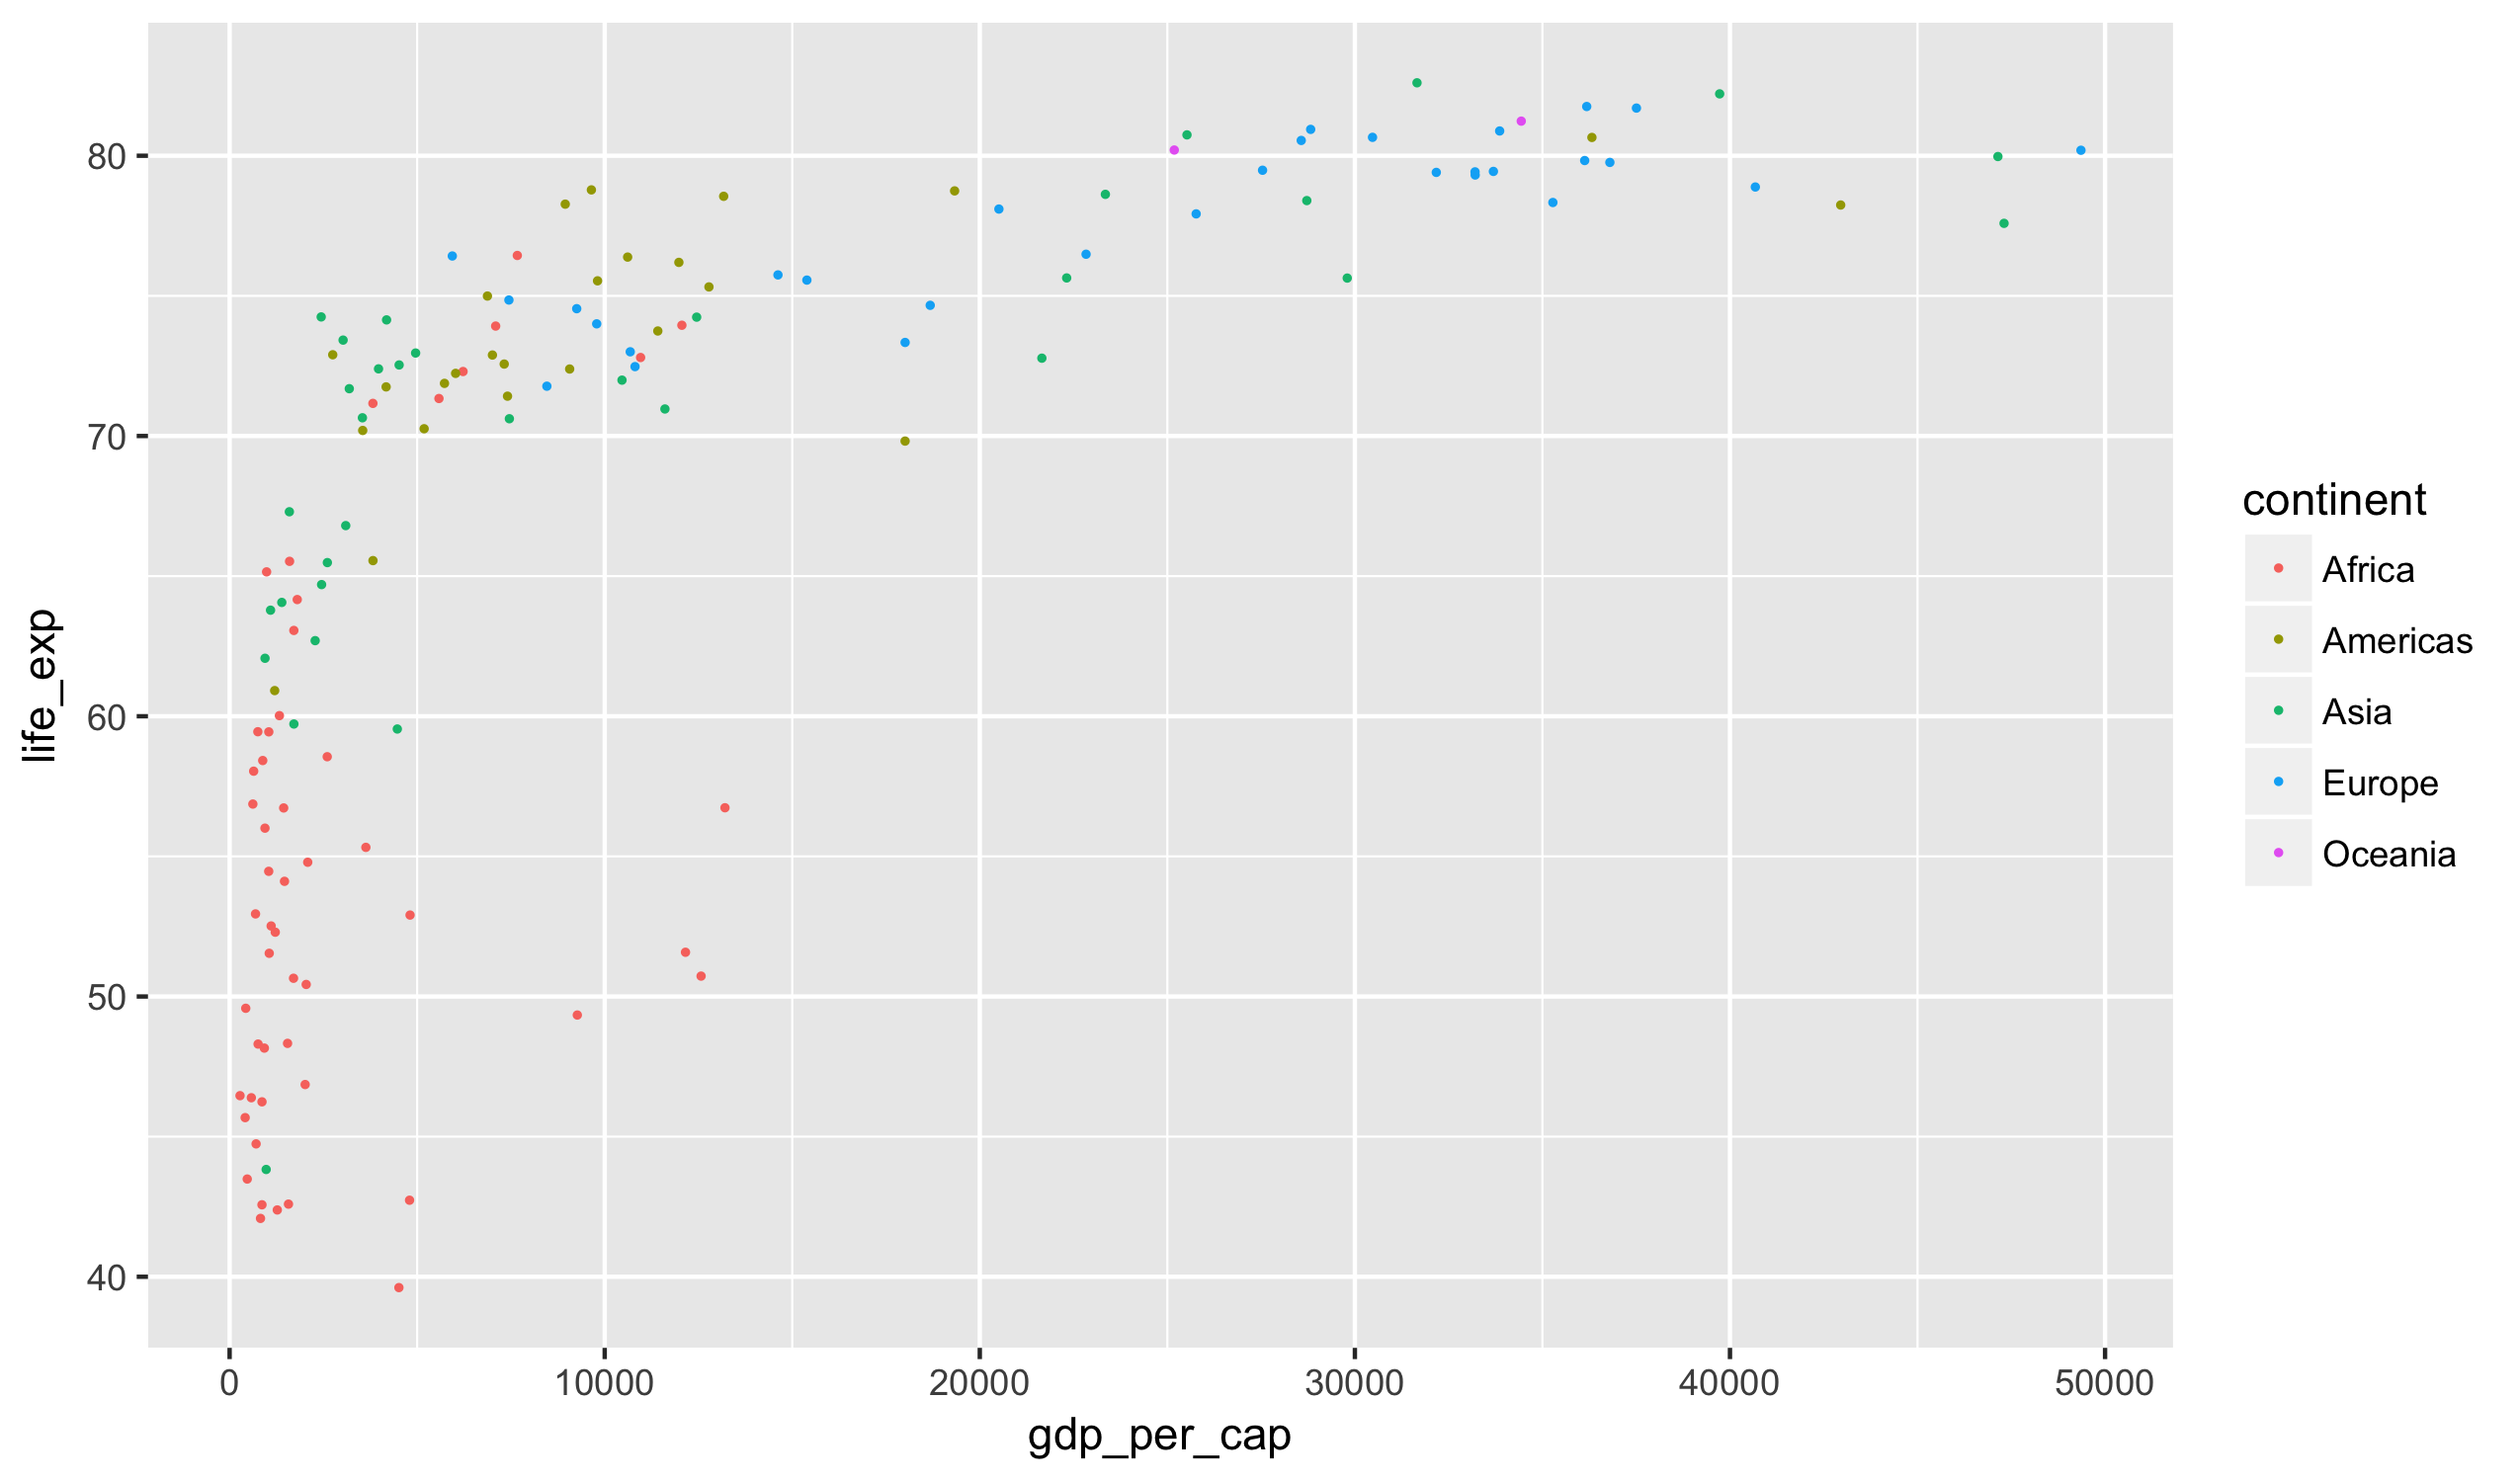 80
70
60
50
40
life_exp
0 10000 20000 30000 40000 50000
gdp_per_cap
continent
Africa
Americas
Asia
Europe
Oceania